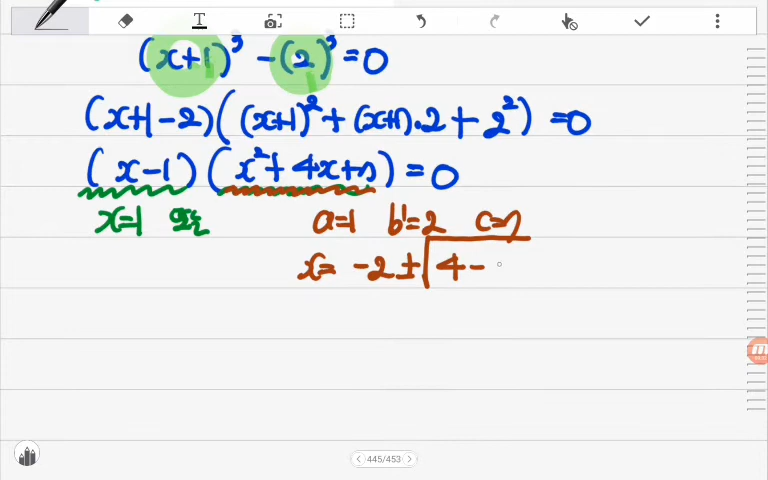 (x+1)³ - (2)³ = 0
(x+1-2)((x+1)² + (x+1).2 + 2²) = 0
(x-1)(x² + 4x + 7) = 0
x=1 a=1 b'=2 c=7
x= -2 ± √4 -
445/453